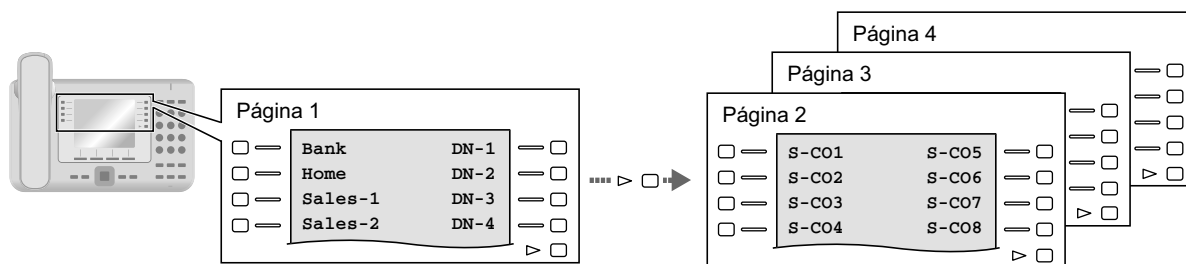 Página 1
Bank DN-1
Home DN-2
Sales-1 DN-3
Sales-2 DN-4
Página 2
S-CO1 S-CO5
S-CO2 S-CO6
S-CO3 S-CO7
S-CO4 S-CO8
Página 3
Página 4